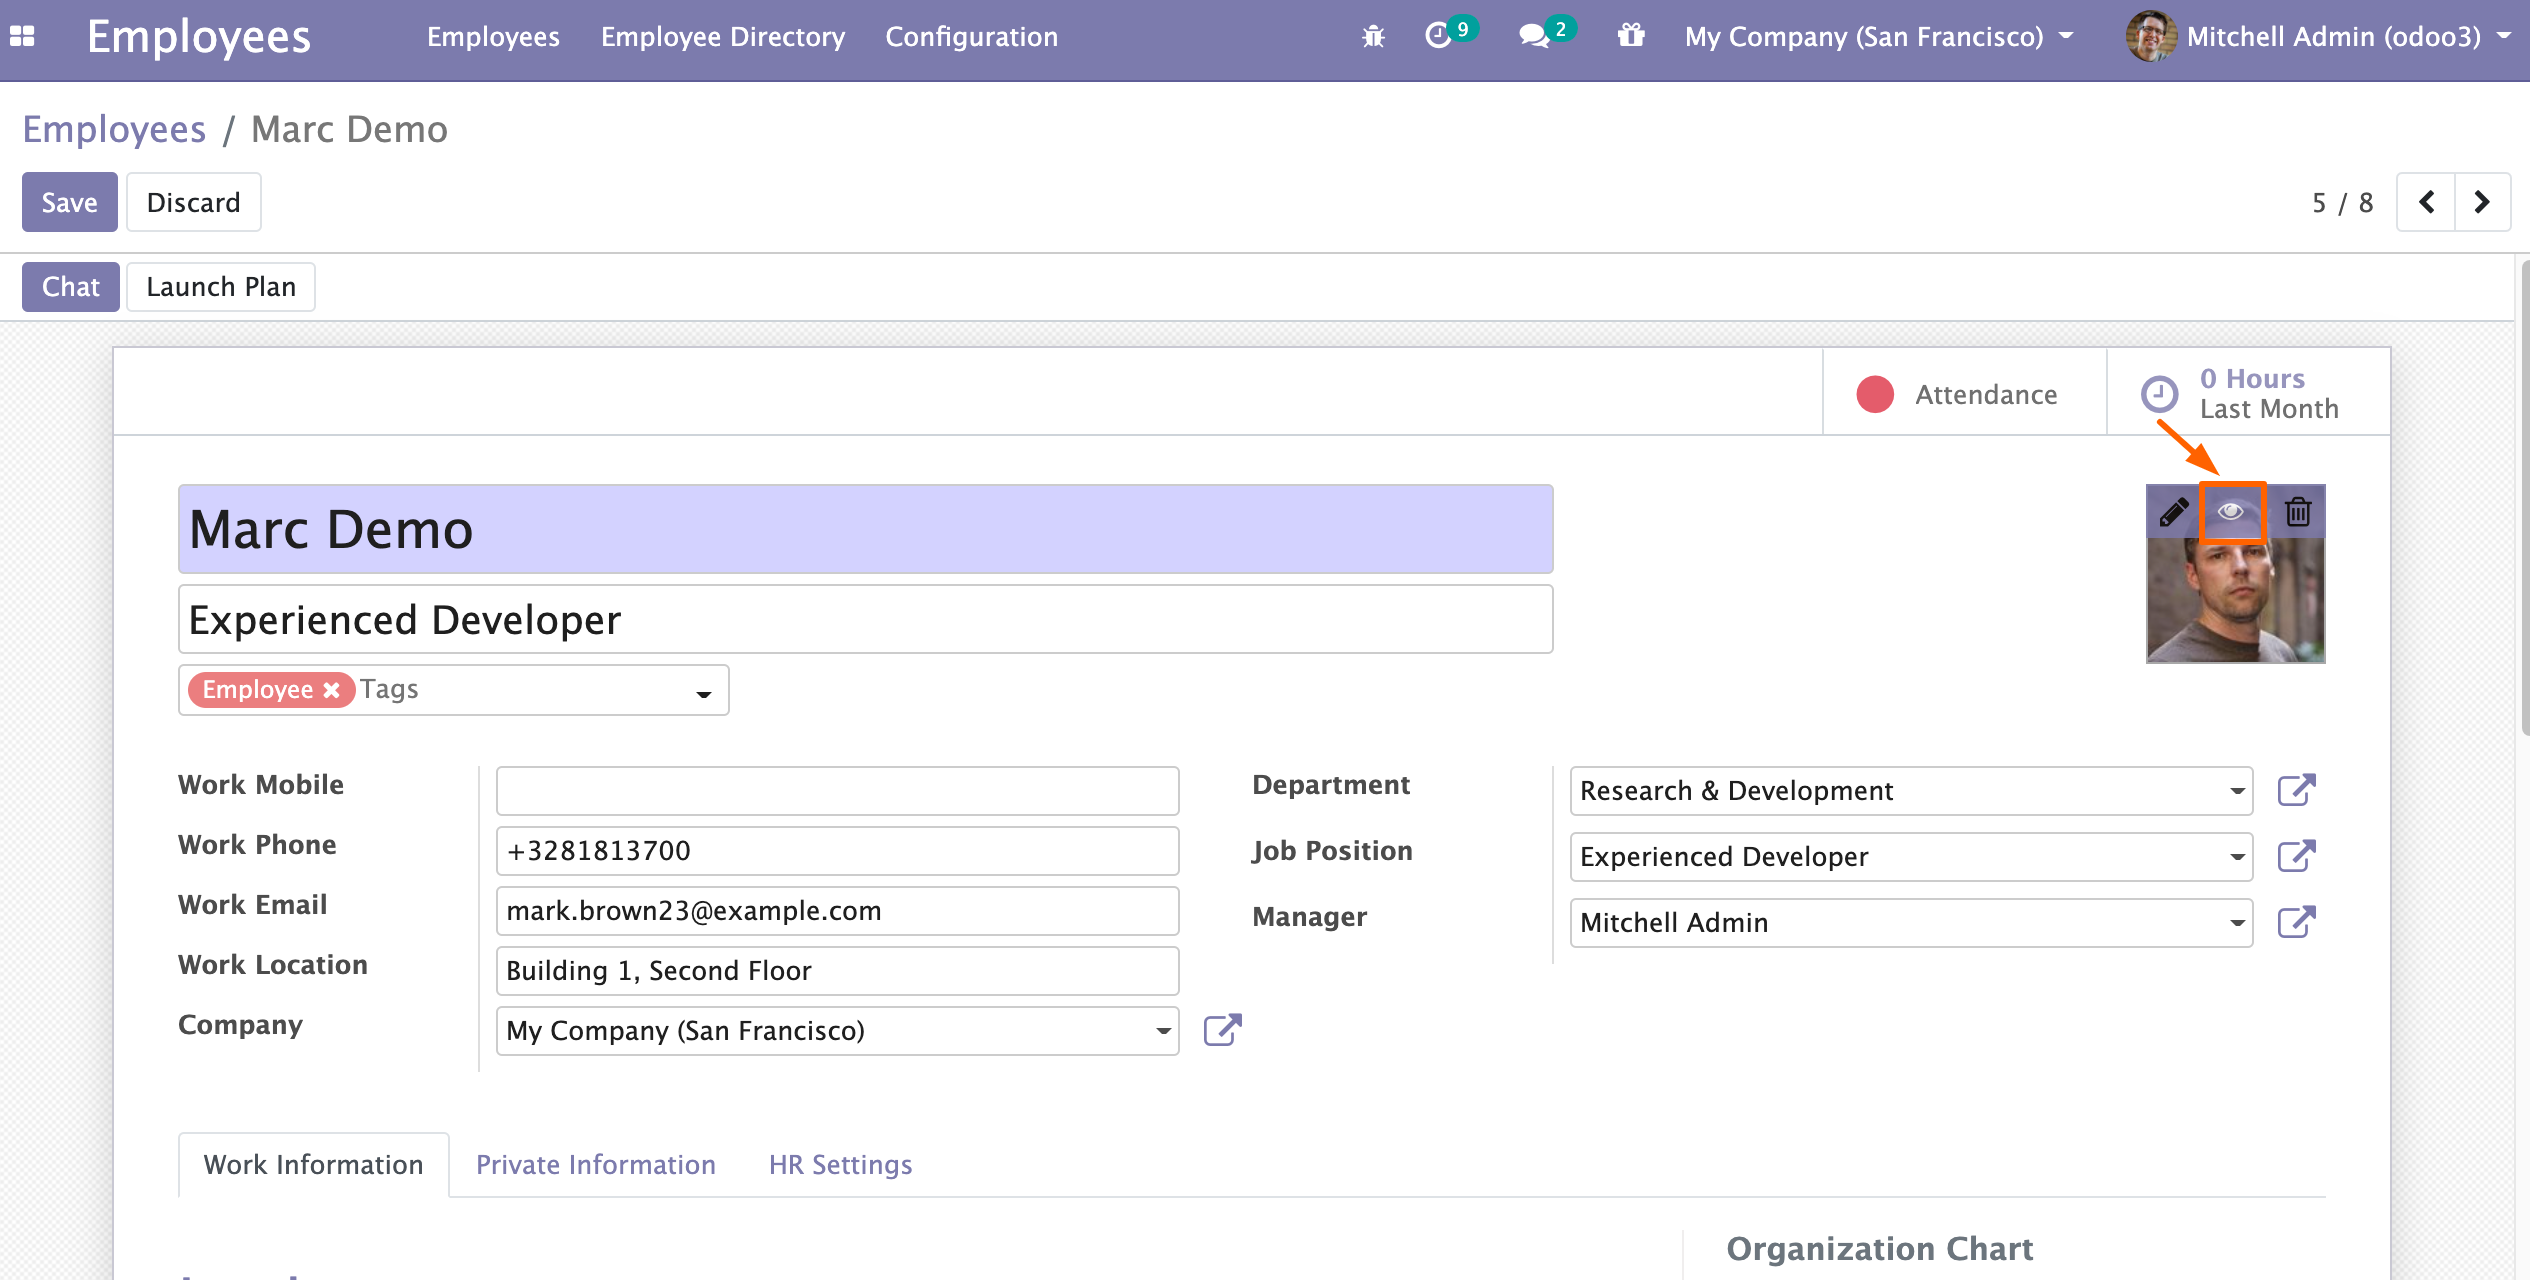 Employees Employees Employee Directory Configuration 9 2 My Company (San Francisco) Mitchell Admin (odoo3)
Employees / Marc Demo
Save Discard 5 / 8
Chat Launch Plan
Attendance 0 Hours
Last Month
Marc Demo
Experienced Developer
Employee Tags
Work Mobile
Work Phone +3281813700
Work Email mark.brown23@example.com
Work Location Building 1, Second Floor
Company My Company (San Francisco)
Department Research & Development
Job Position Experienced Developer
Manager Mitchell Admin
Work Information Private Information HR Settings
Organization Chart